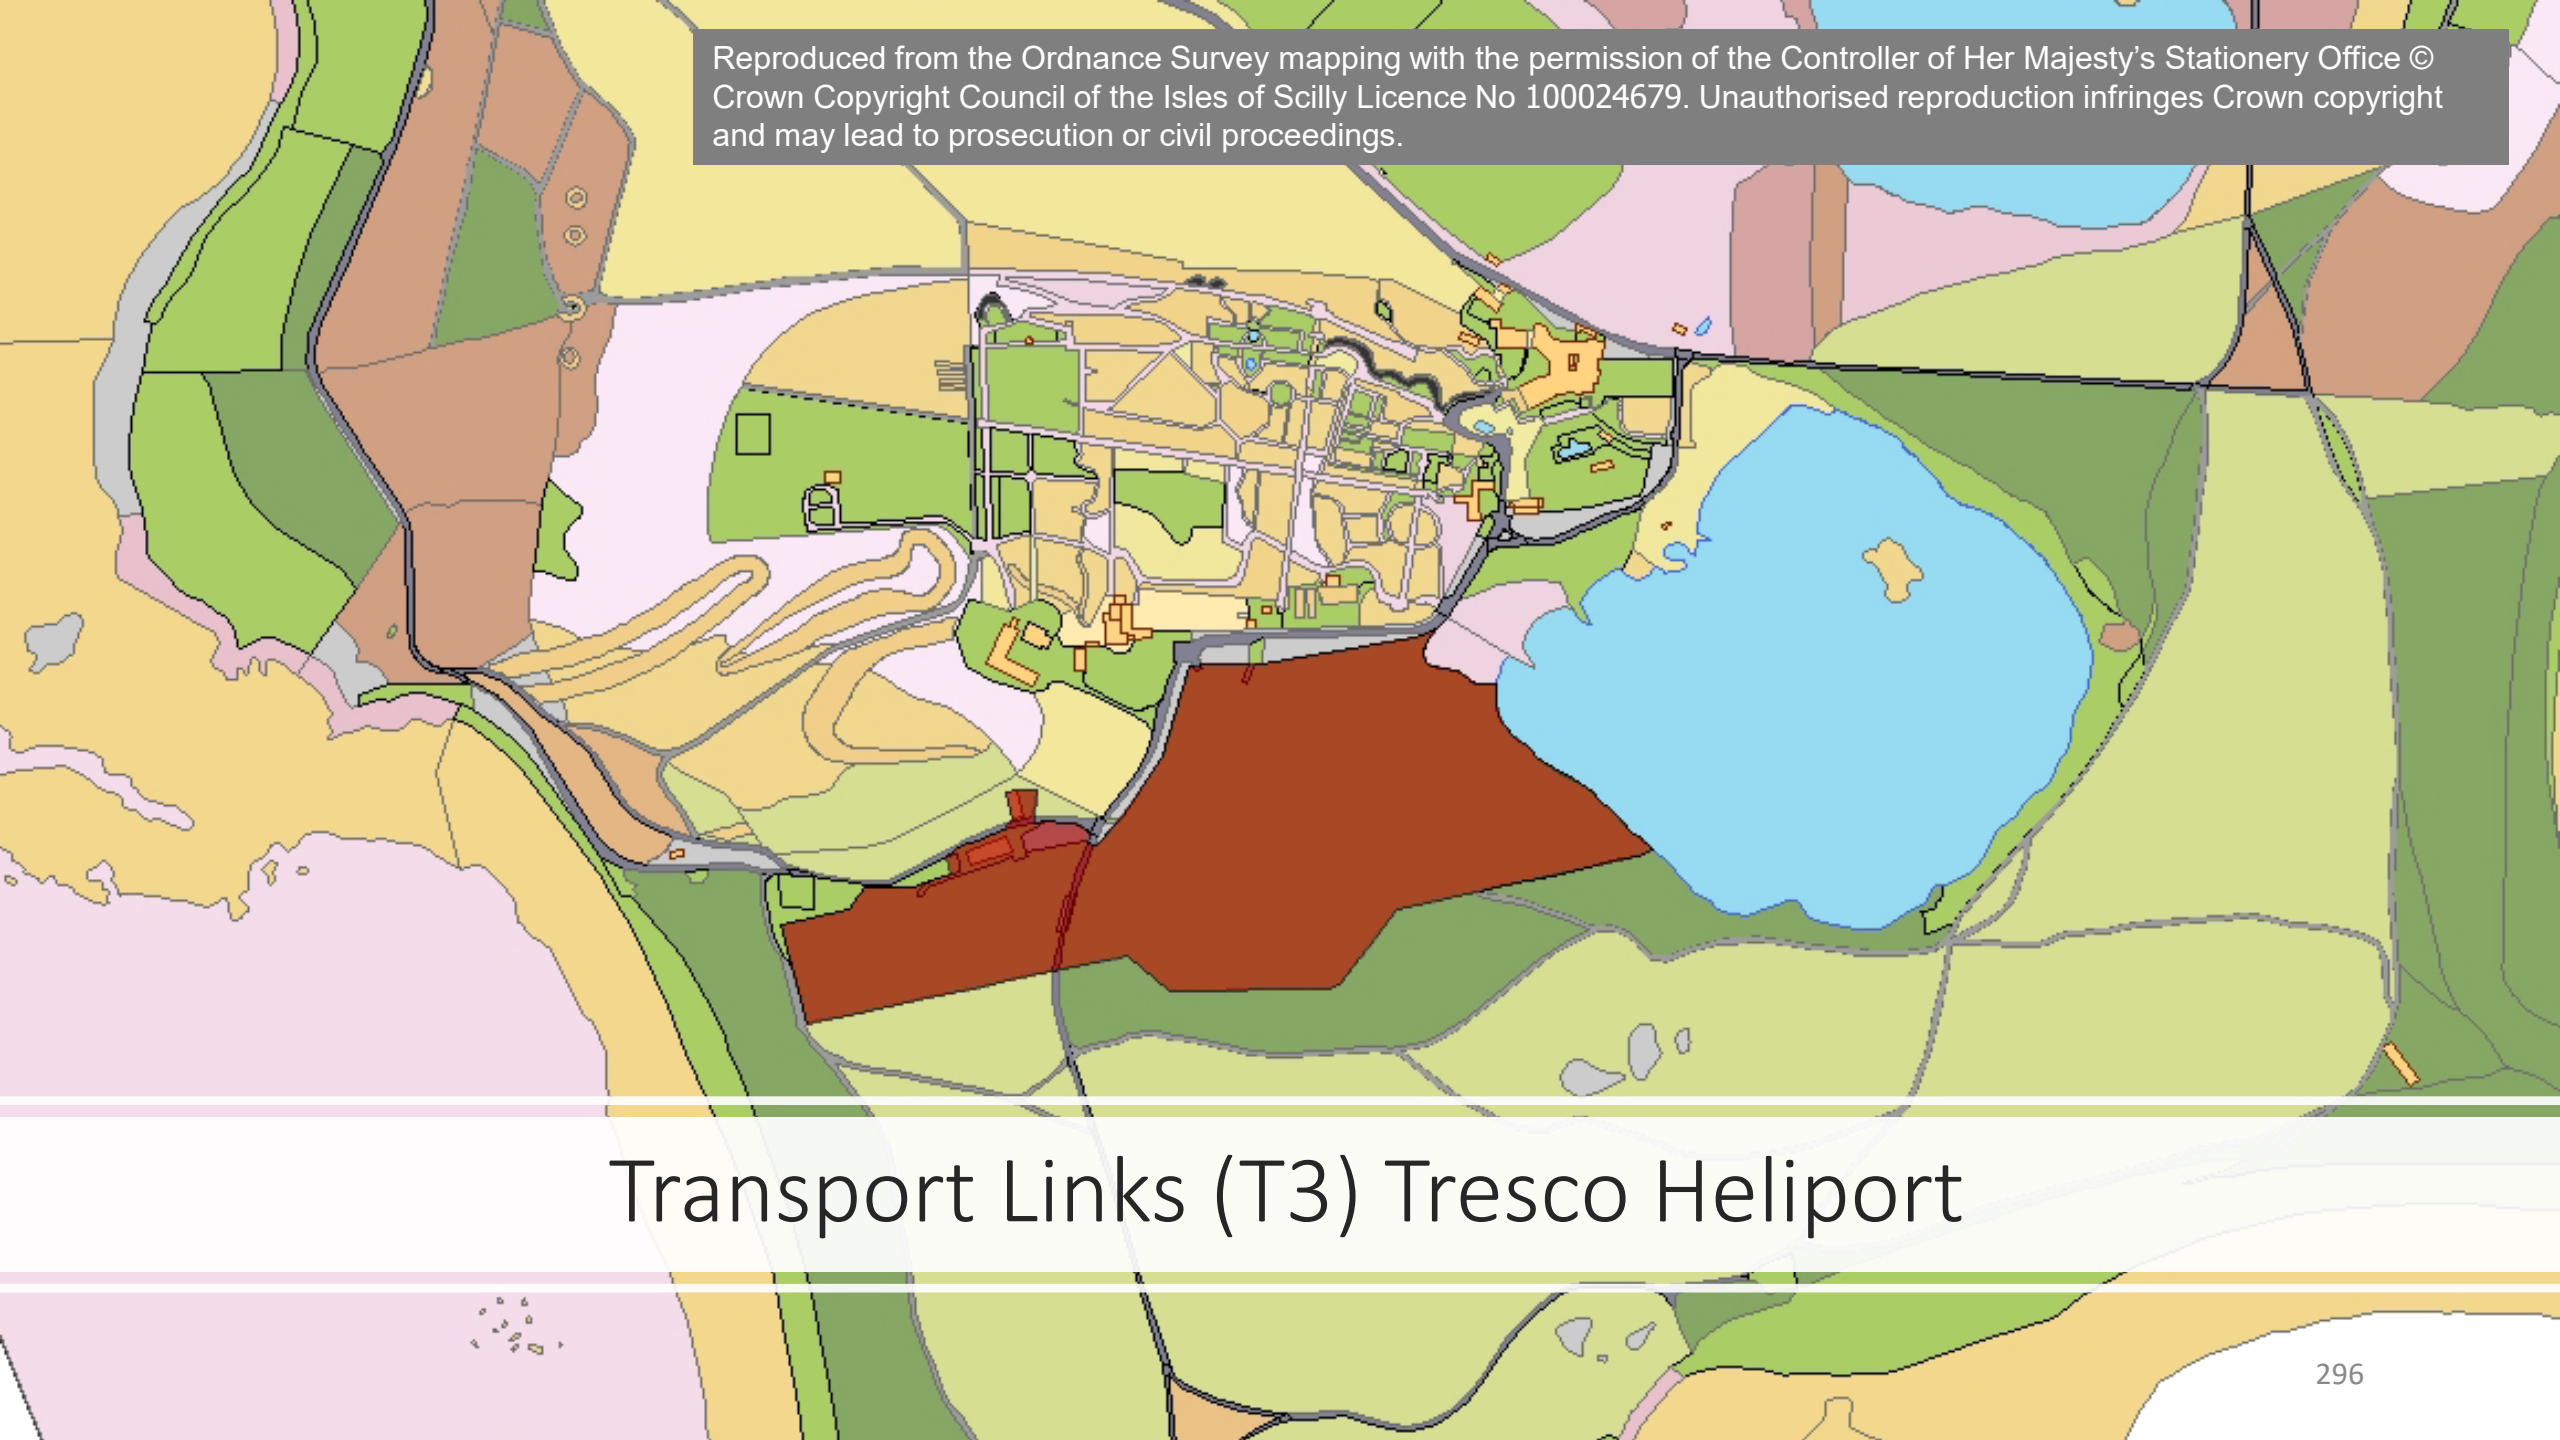 Reproduced from the Ordnance Survey mapping with the permission of the Controller of Her Majesty’s Stationery Office ©
Crown Copyright Council of the Isles of Scilly Licence No 100024679. Unauthorised reproduction infringes Crown copyright
and may lead to prosecution or civil proceedings.
Transport Links (T3) Tresco Heliport
296